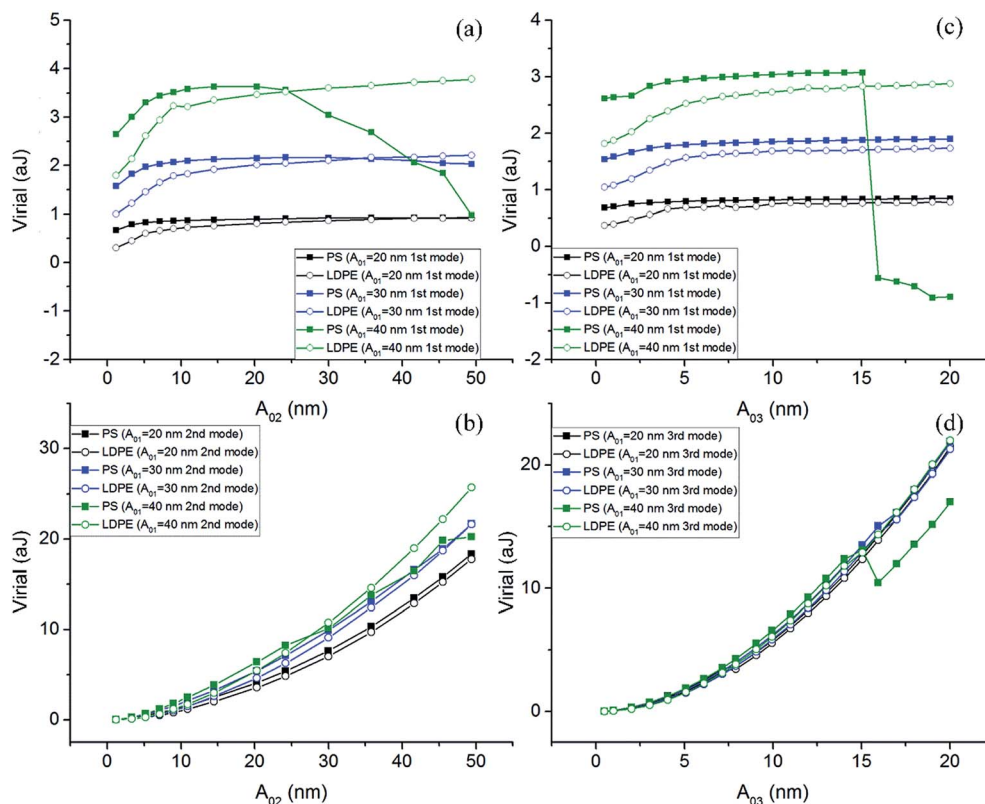 (a)
Virial (aJ)
5
4
3
2
1
0
1
2
PS (A01=20 nm 1st mode)
LDPE (A01=20 nm 1st mode)
PS (A01=30 nm 1st mode)
LDPE (A01=30 nm 1st mode)
PS (A01=40 nm 1st mode)
LDPE (A01=40 nm 1st mode)
0 10 20 30 40 50
A02 (nm)
(c)
Virial (aJ)
4
3
2
1
0
-1
-2
PS (A01=20 nm 1st mode)
LDPE (A01=20 nm 1st mode)
PS (A01=30 nm 1st mode)
LDPE (A01=30 nm 1st mode)
PS (A01=40 nm 1st mode)
LDPE (A01=40 nm 1st mode)
0 5 10 15 20
A03 (nm)
(b)
Virial (aJ)
30
20
10
0
PS (A01=20 nm 2nd mode)
LDPE (A01=20 nm 2nd mode)
PS (A01=30 nm 2nd mode)
LDPE (A01=30 nm 2nd mode)
PS (A01=40 nm 2nd mode)
LDPE (A01=40 nm 2nd mode)
0 10 20 30 40 50
A02 (nm)
(d)
Virial (aJ)
20
10
0
PS (A01=20 nm 3rd mode)
LDPE (A01=20 nm 3rd mode)
PS (A01=30 nm 3rd mode)
LDPE (A01=30 nm 3rd mode)
PS (A01=40 nm 3rd mode)
LDPE (A01=40 nm 3rd mode)
0 5 10 15 20
A03 (nm)